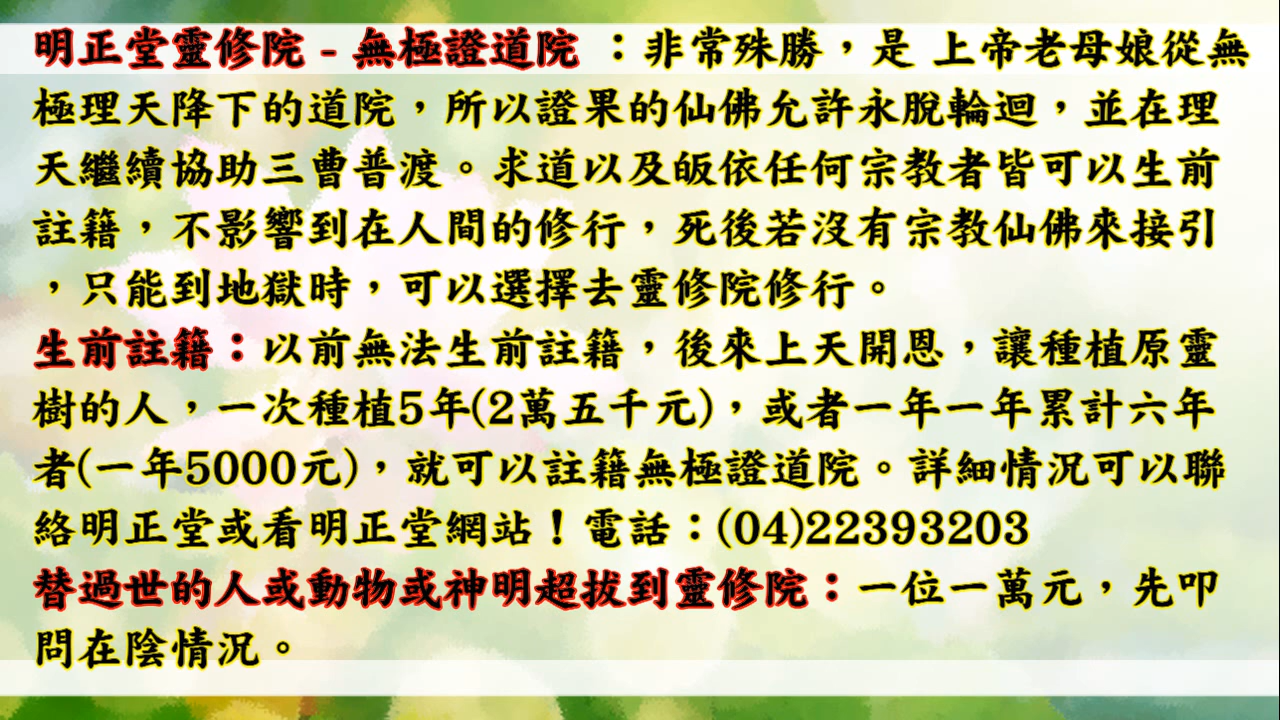 明正堂靈修院 - 無極證道院 ：非常殊勝，是 上帝老母娘從無
極理天降下的道院，所以證果的仙佛允許永脫輪迴，並在理
天繼續協助三曹普渡。求道以及皈依任何宗教者皆可以生前
註籍，不影響到在人間的修行，死後若沒有宗教仙佛來接引
，只能到地獄時，可以選擇去靈修院修行。
生前註籍：以前無法生前註籍，後來上天開恩，讓種植原靈
樹的人，一次種植5年(2萬五千元)，或者一年一年累計六年
者(一年5000元)，就可以註籍無極證道院。詳細情況可以聯
絡明正堂或看明正堂網站！電話：(04)22393203
替過世的人或動物或神明超拔到靈修院：一位一萬元，先叩
問在陰情況。